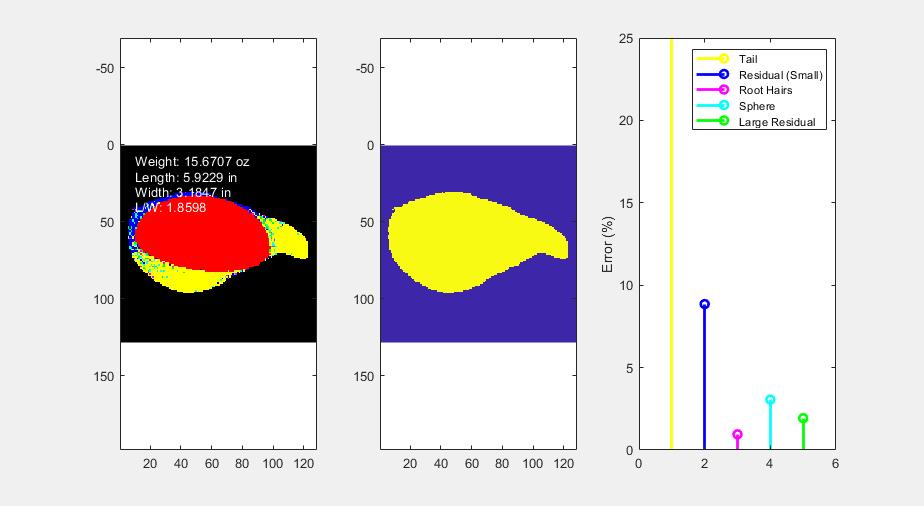 -50
0
50
100
150
20 40 60 80 100 120
Weight: 15.6707 oz
Length: 5.9229 in
Width: 3.1847 in
L/W: 1.8598
-50
0
50
100
150
20 40 60 80 100 120
Error (%)
25
20
15
10
5
0
0 2 4 6
Tail
Residual (Small)
Root Hairs
Sphere
Large Residual